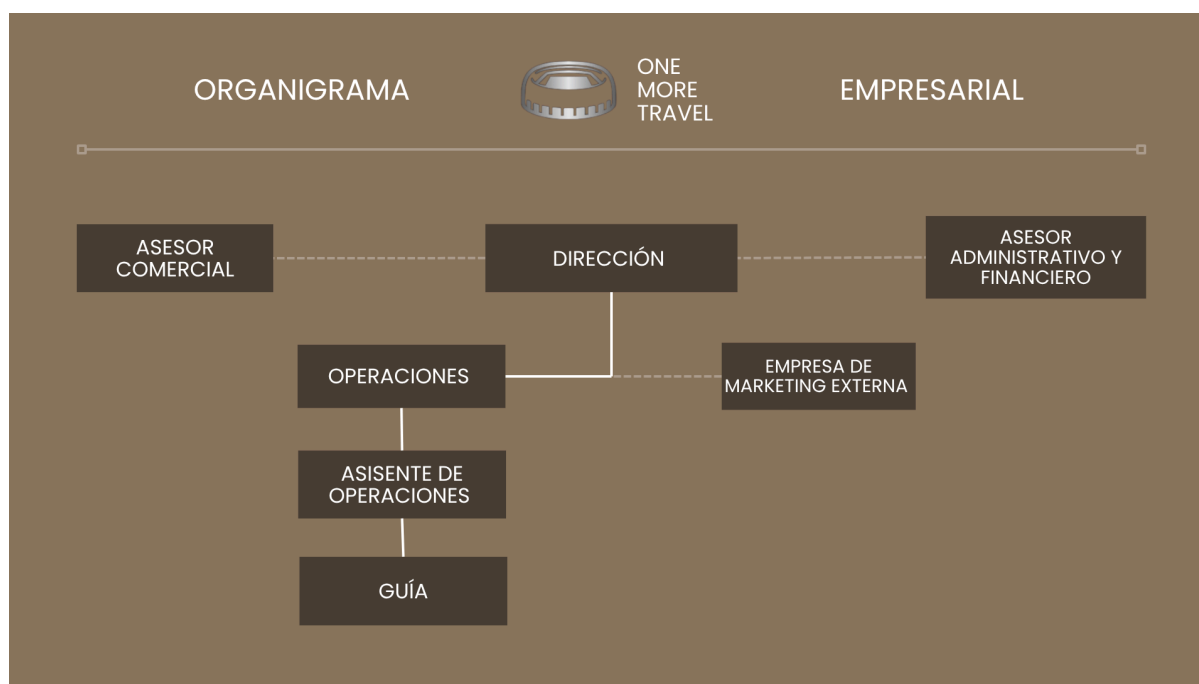 ORGANIGRAMA
ONE
MORE
TRAVEL
EMPRESARIAL
ASESOR
COMERCIAL
DIRECCIÓN
ASESOR
ADMINISTRATIVO Y
FINANCIERO
OPERACIONES
EMPRESA DE
MARKETING EXTERNA
ASISENTE DE
OPERACIONES
GUÍA